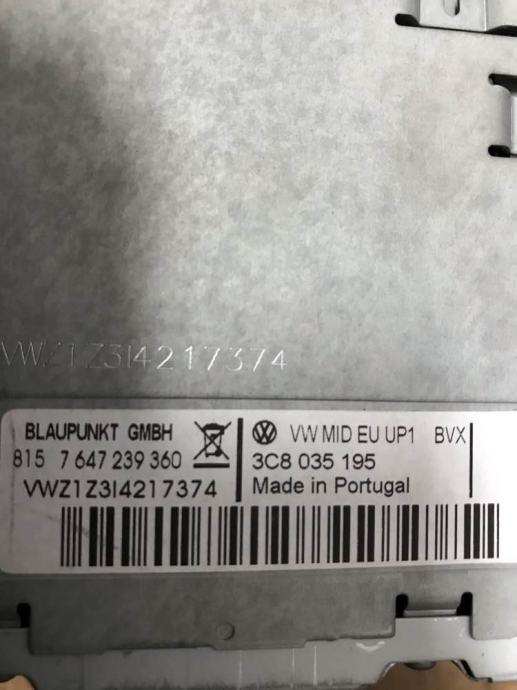 VWZ1Z3I4217374
BLAUPUNKT GMBH
815 7 647 239 360
VWZ1Z3I4217374
VW MID EU UP1 BVX
3C8 035 195
Made in Portugal